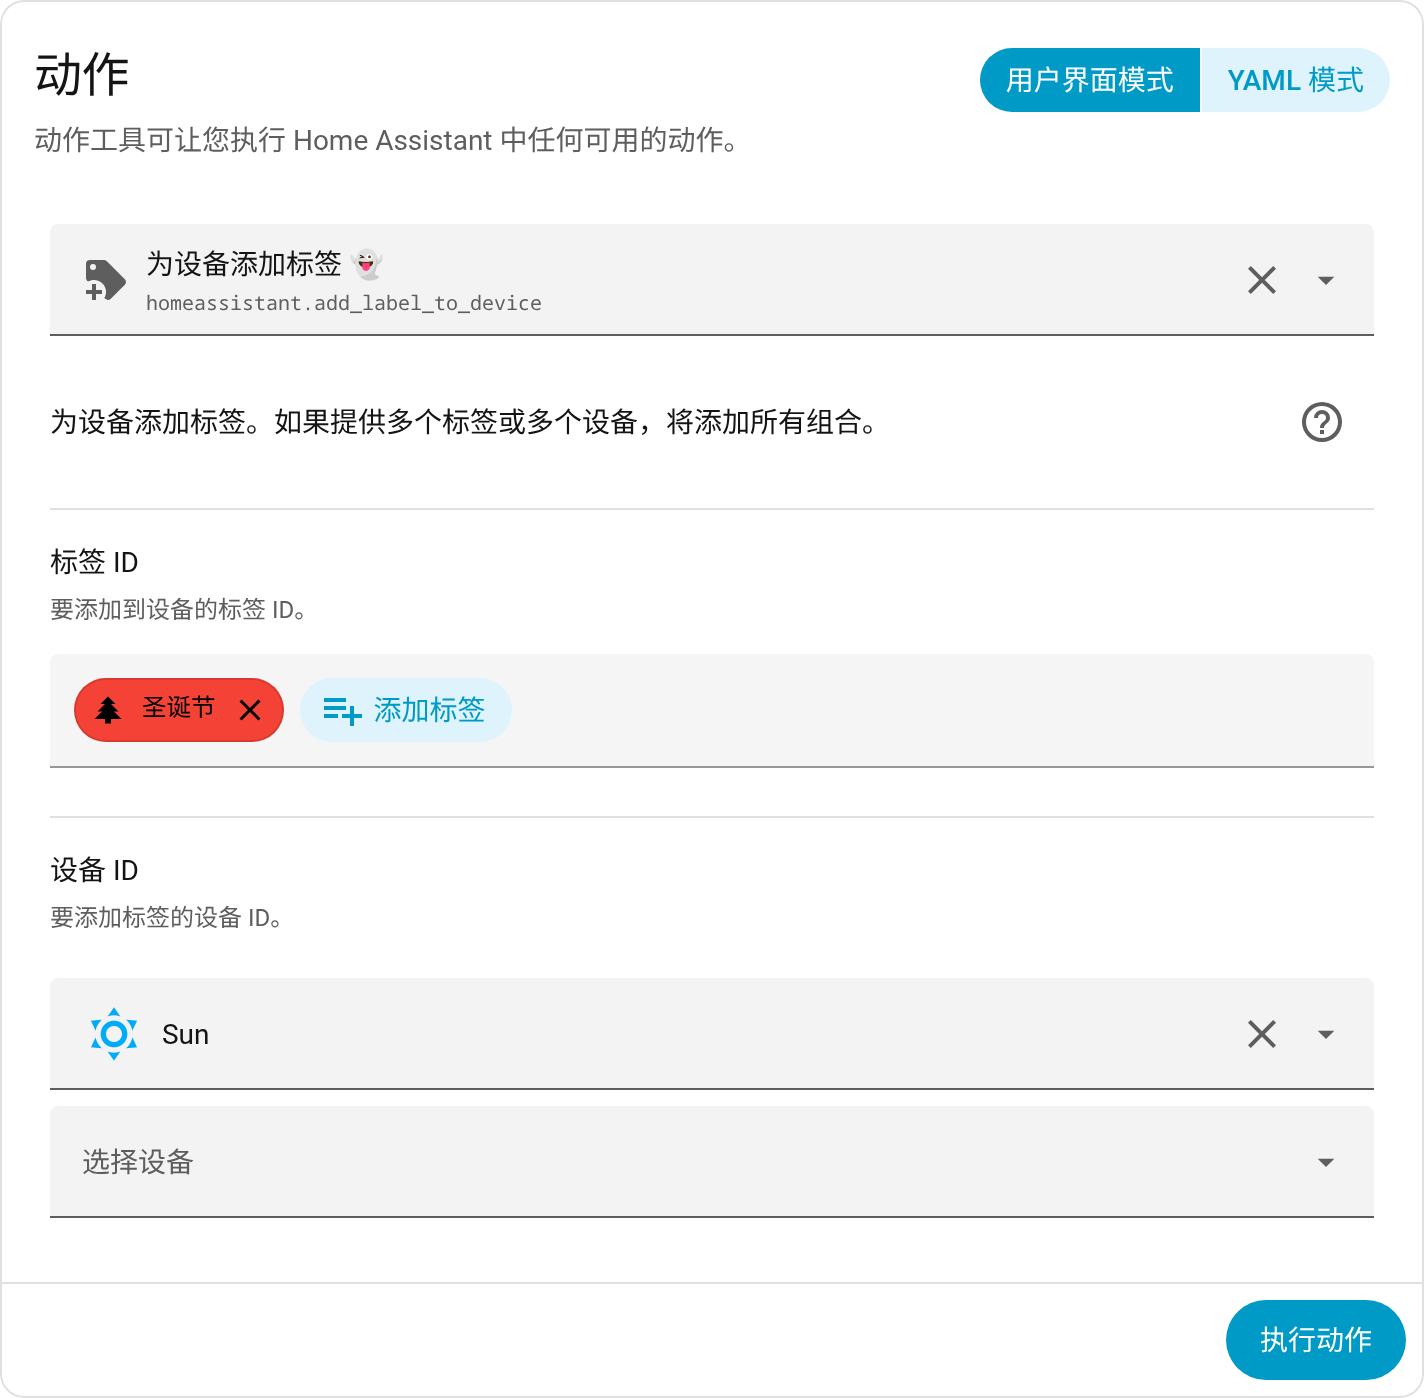 动作
用户界面模式
YAML 模式
动作工具可让您执行 Home Assistant 中任何可用的动作。
为设备添加标签 👻
homeassistant.add_label_to_device
为设备添加标签。如果提供多个标签或多个设备，将添加所有组合。
标签 ID
要添加到设备的标签 ID。
圣诞节
添加标签
设备 ID
要添加标签的设备 ID。
Sun
选择设备
执行动作